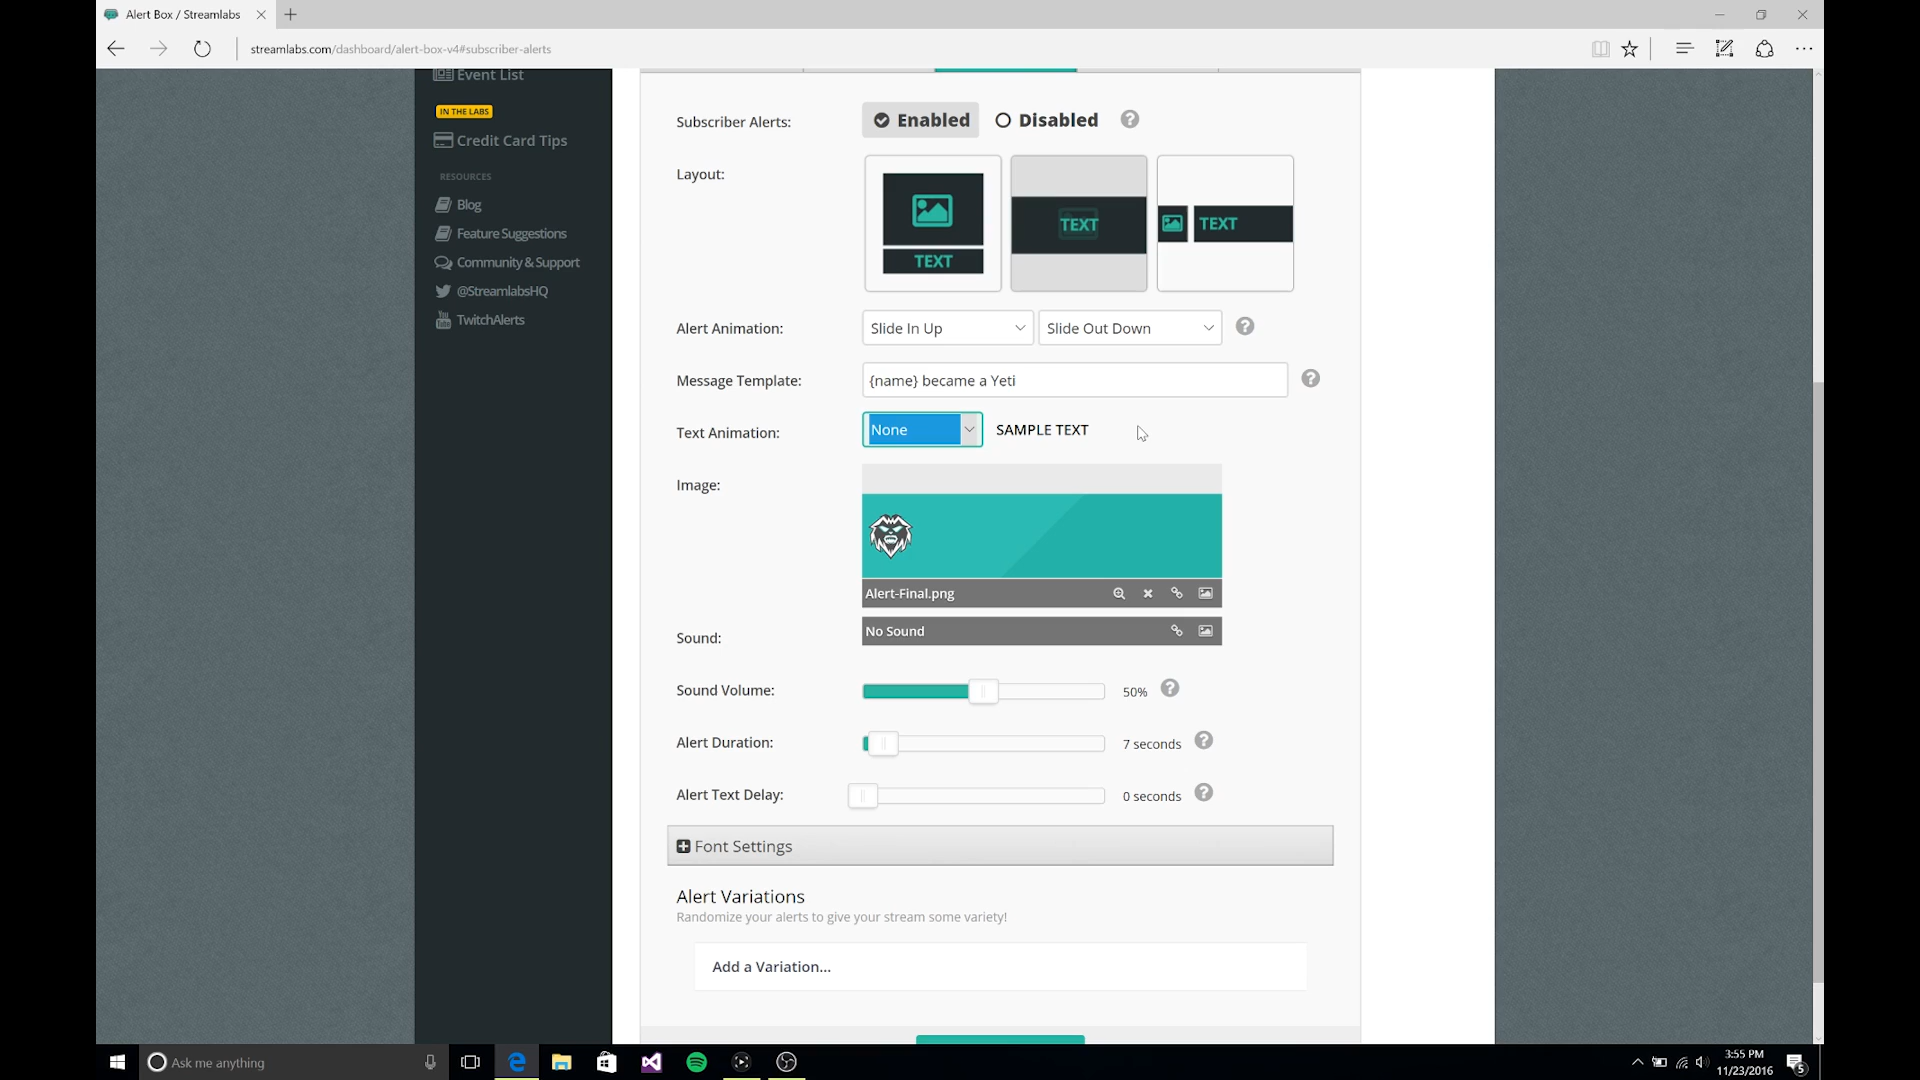 Alert Box / Streamlabs
streamlabs.com/dashboard/alert-box-v4#subscriber-alerts
Event List
IN THE LABS
Credit Card Tips
RESOURCES
Blog
Feature Suggestions
Community & Support
@StreamlabsHQ
TwitchAlerts
Subscriber Alerts:
Enabled
Disabled
Layout:
TEXT
TEXT
TEXT
Alert Animation:
Slide In Up
Slide Out Down
Message Template:
{name} became a Yeti
Text Animation:
None
SAMPLE TEXT
Image:
Alert-Final.png
Sound:
No Sound
Sound Volume:
50%
Alert Duration:
7 seconds
Alert Text Delay:
0 seconds
Font Settings
Alert Variations
Randomize your alerts to give your stream some variety!
Add a Variation...
Ask me anything
3:55 PM
11/23/2016
5